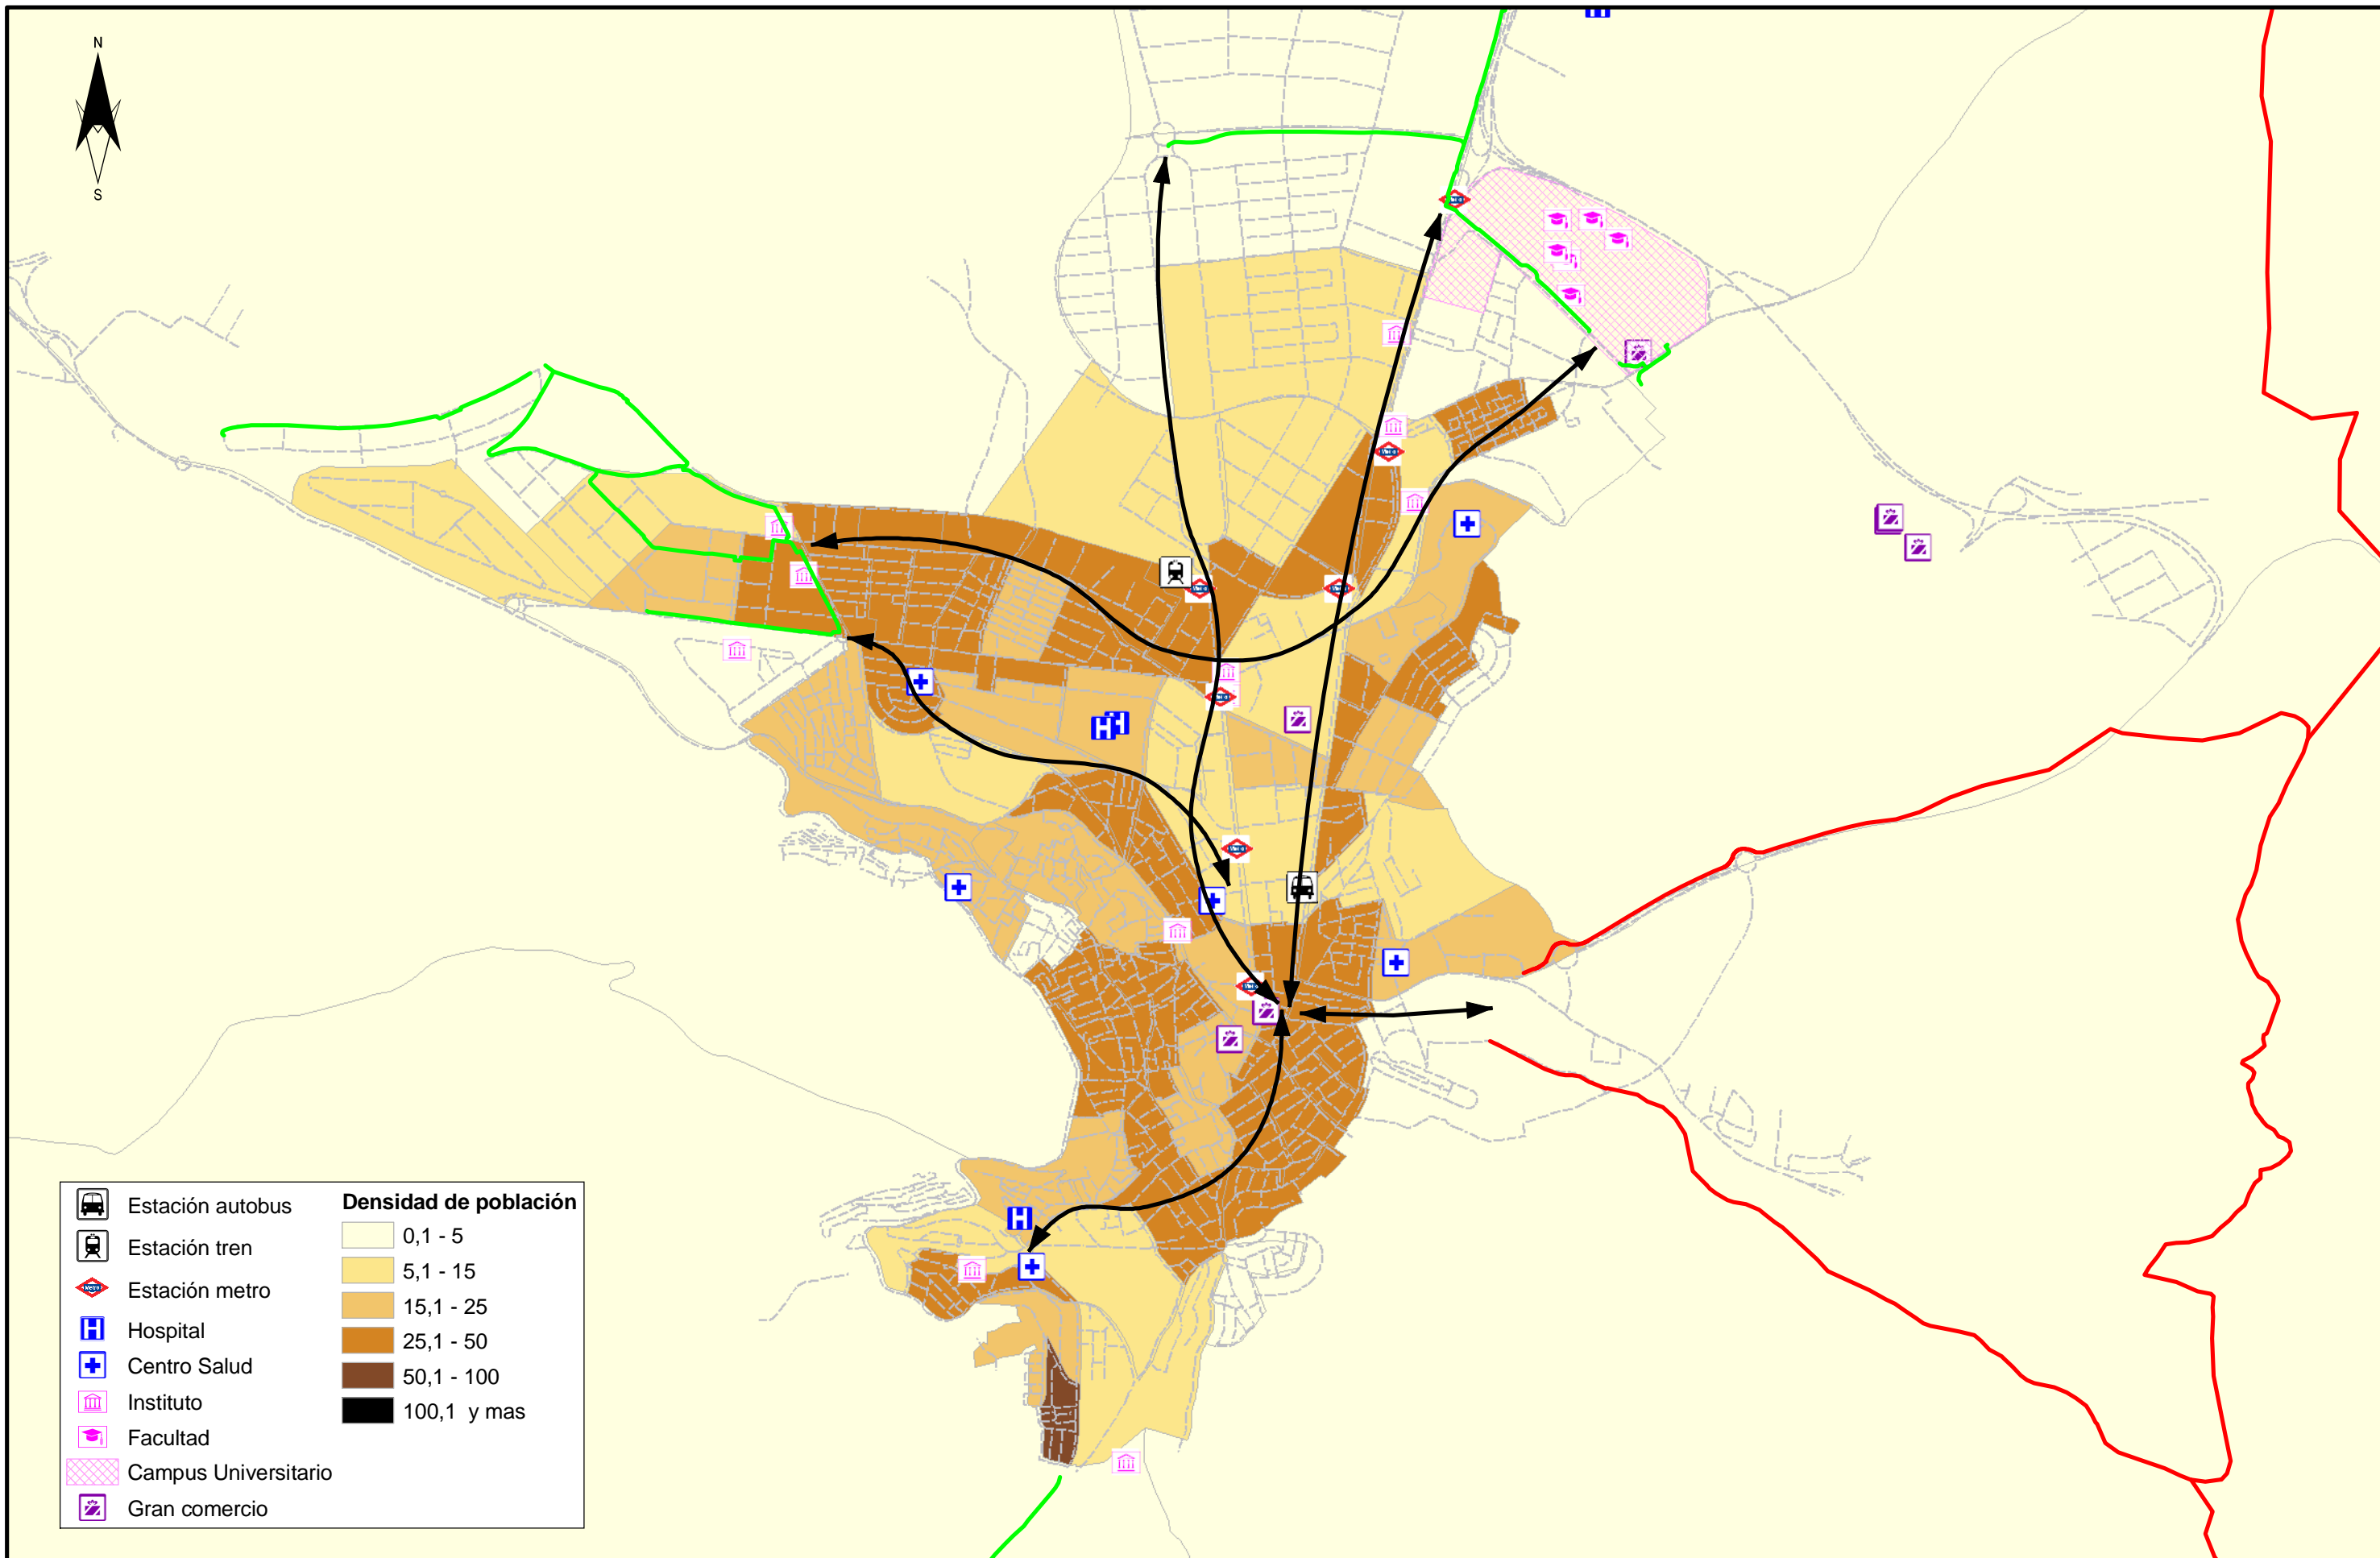 N
S
Estación autobus
Estación tren
Estación metro
Hospital
Centro Salud
Instituto
Facultad
Campus Universitario
Gran comercio
Densidad de población
0,1 - 5
5,1 - 15
15,1 - 25
25,1 - 50
50,1 - 100
100,1 y mas